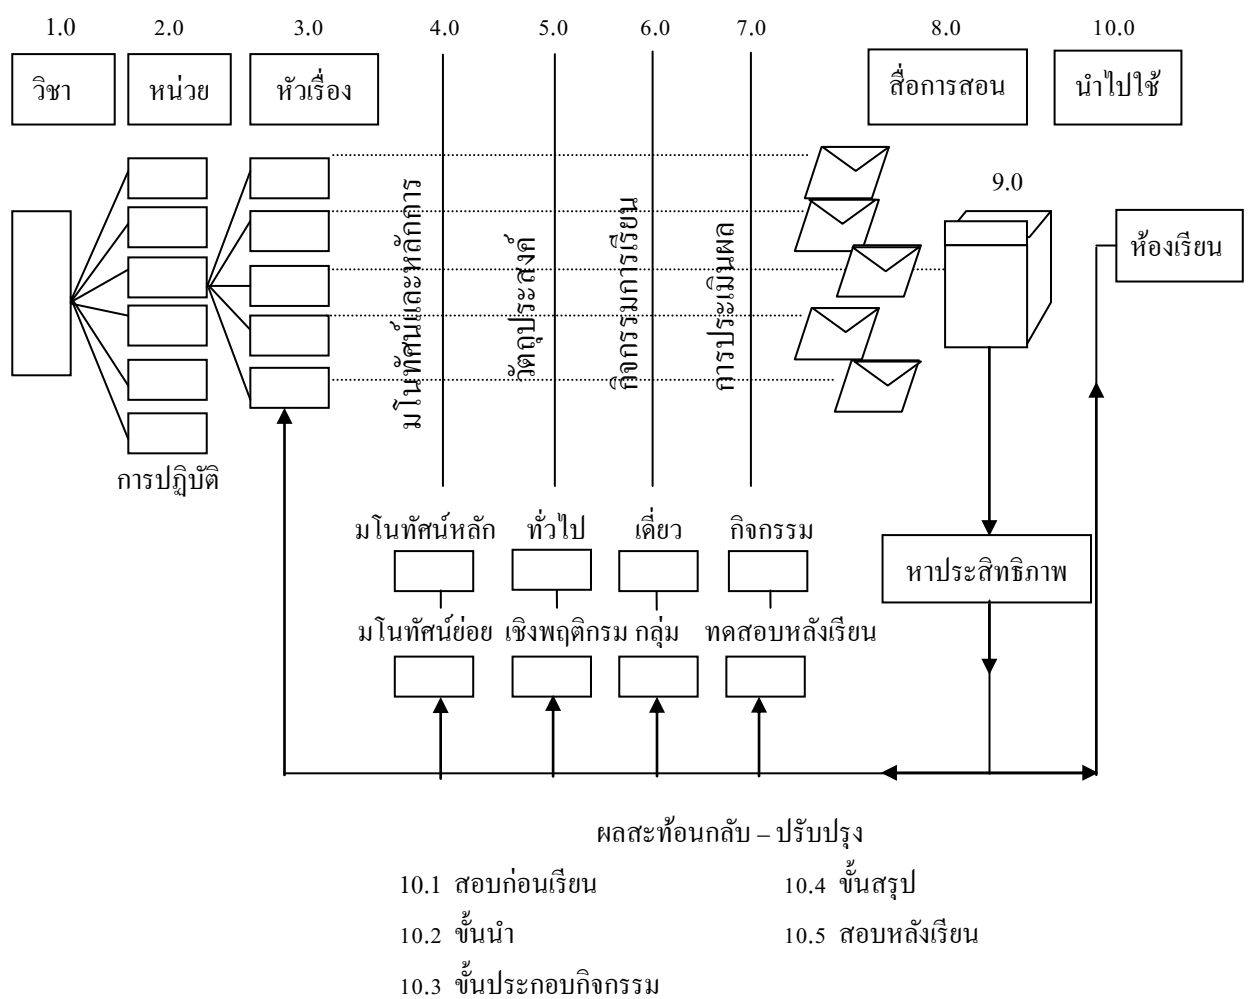 1.0 2.0 3.0 4.0 5.0 6.0 7.0 8.0 10.0
วิชา หน่วย หัวเรื่อง สื่อการสอน นำไปใช้
9.0
มโนทัศน์และหลักการ
วัตถุประสงค์
กิจกรรมการเรียน
การประเมินผล
ห้องเรียน
การปฏิบัติ
มโนทัศน์หลัก ทั่วไป เดี่ยว กิจกรรม
หาประสิทธิภาพ
มโนทัศน์ย่อย เชิงพฤติกรม กลุ่ม ทดสอบหลังเรียน
ผลสะท้อนกลับ – ปรับปรุง
10.1 สอบก่อนเรียน 10.4 ขั้นสรุป
10.2 ขั้นนำ 10.5 สอบหลังเรียน
10.3 ขั้นประกอบกิจกรรม